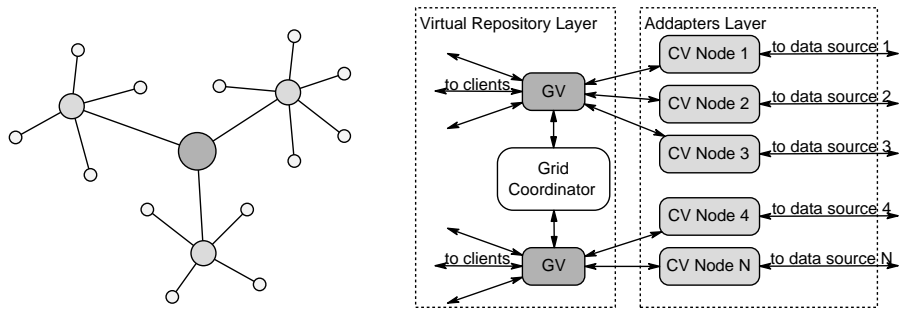 Virtual Repository Layer
Addapters Layer
to clients
GV
CV Node 1
to data source 1
CV Node 2
to data source 2
CV Node 3
to data source 3
Grid
Coordinator
CV Node 4
to data source 4
to clients
GV
CV Node N
to data source N